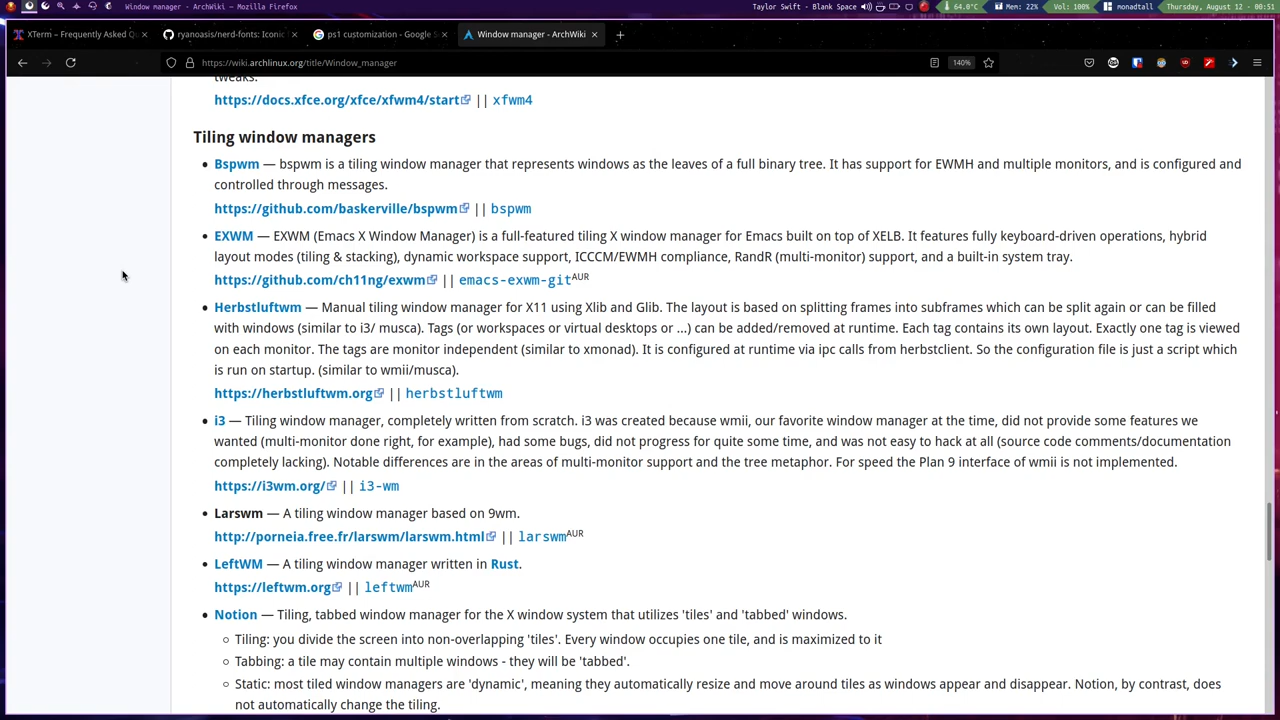 Window manager - ArchWiki — Mozilla Firefox
Taylor Swift - Blank Space
64.0°C
Mem: 22%
Vol: 100%
monadtall
Thursday, August 12 - 00:51
XTerm – Frequently Asked Qu
ryanoasis/nerd-fonts: Iconic
ps1 customization - Google S
Window manager - ArchWiki
https://wiki.archlinux.org/title/Window_manager
140%
tweaks.
https://docs.xfce.org/xfce/xfwm4/start || xfwm4
Tiling window managers
Bspwm — bspwm is a tiling window manager that represents windows as the leaves of a full binary tree. It has support for EWMH and multiple monitors, and is configured and
controlled through messages.
https://github.com/baskerville/bspwm || bspwm
EXWM — EXWM (Emacs X Window Manager) is a full-featured tiling X window manager for Emacs built on top of XELB. It features fully keyboard-driven operations, hybrid
layout modes (tiling & stacking), dynamic workspace support, ICCCM/EWMH compliance, RandR (multi-monitor) support, and a built-in system tray.
https://github.com/ch11ng/exwm || emacs-exwm-gitAUR
Herbstluftwm — Manual tiling window manager for X11 using Xlib and Glib. The layout is based on splitting frames into subframes which can be split again or can be filled
with windows (similar to i3/ musca). Tags (or workspaces or virtual desktops or …) can be added/removed at runtime. Each tag contains its own layout. Exactly one tag is viewed
on each monitor. The tags are monitor independent (similar to xmonad). It is configured at runtime via ipc calls from herbstclient. So the configuration file is just a script which
is run on startup. (similar to wmii/musca).
https://herbstluftwm.org || herbstluftwm
i3 — Tiling window manager, completely written from scratch. i3 was created because wmii, our favorite window manager at the time, did not provide some features we
wanted (multi-monitor done right, for example), had some bugs, did not progress for quite some time, and was not easy to hack at all (source code comments/documentation
completely lacking). Notable differences are in the areas of multi-monitor support and the tree metaphor. For speed the Plan 9 interface of wmii is not implemented.
https://i3wm.org/ || i3-wm
Larswm — A tiling window manager based on 9wm.
http://porneia.free.fr/larswm/larswm.html || larswmAUR
LeftWM — A tiling window manager written in Rust.
https://leftwm.org || leftwmAUR
Notion — Tiling, tabbed window manager for the X window system that utilizes 'tiles' and 'tabbed' windows.
Tiling: you divide the screen into non-overlapping 'tiles'. Every window occupies one tile, and is maximized to it
Tabbing: a tile may contain multiple windows - they will be 'tabbed'.
Static: most tiled window managers are 'dynamic', meaning they automatically resize and move around tiles as windows appear and disappear. Notion, by contrast, does
not automatically change the tiling.